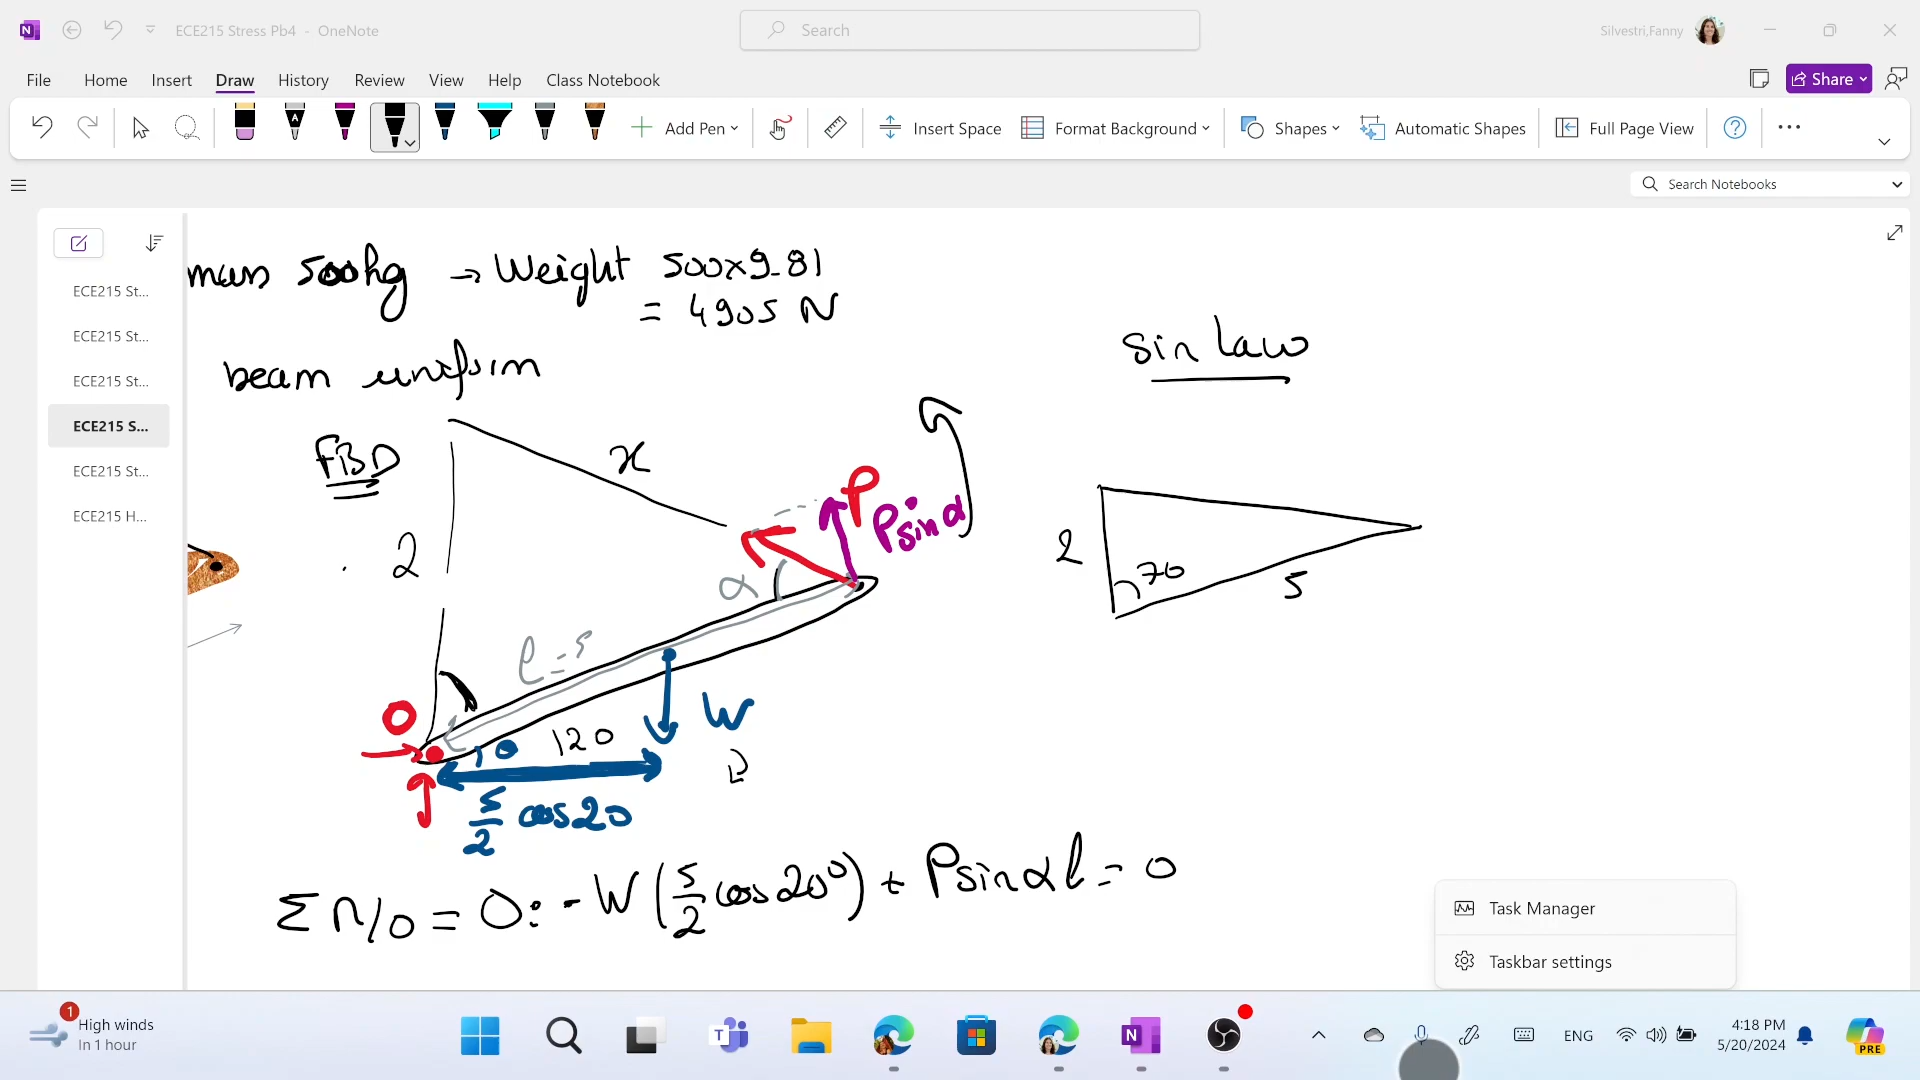 ECE215 Stress Pb4 - OneNote
Search
Silvestri,Fanny
File Home Insert Draw History Review View Help Class Notebook
Share
Add Pen
Insert Space
Format Background
Shapes
Automatic Shapes
Full Page View
Search Notebooks
ECE215 St...
ECE215 St...
ECE215 St...
ECE215 S...
ECE215 St...
ECE215 H...
mass 500kg → Weight 500x9.81
= 4905 N
beam uniform
FBD
x
2
P
Psinα
α
l=5
O
120
W
5/2 cos20
sin law
2
70
5
ΣM/O = 0: -W (5/2 cos20°) + Psinα l = 0
Task Manager
Taskbar settings
1
High winds
In 1 hour
ENG
4:18 PM
5/20/2024
PRE